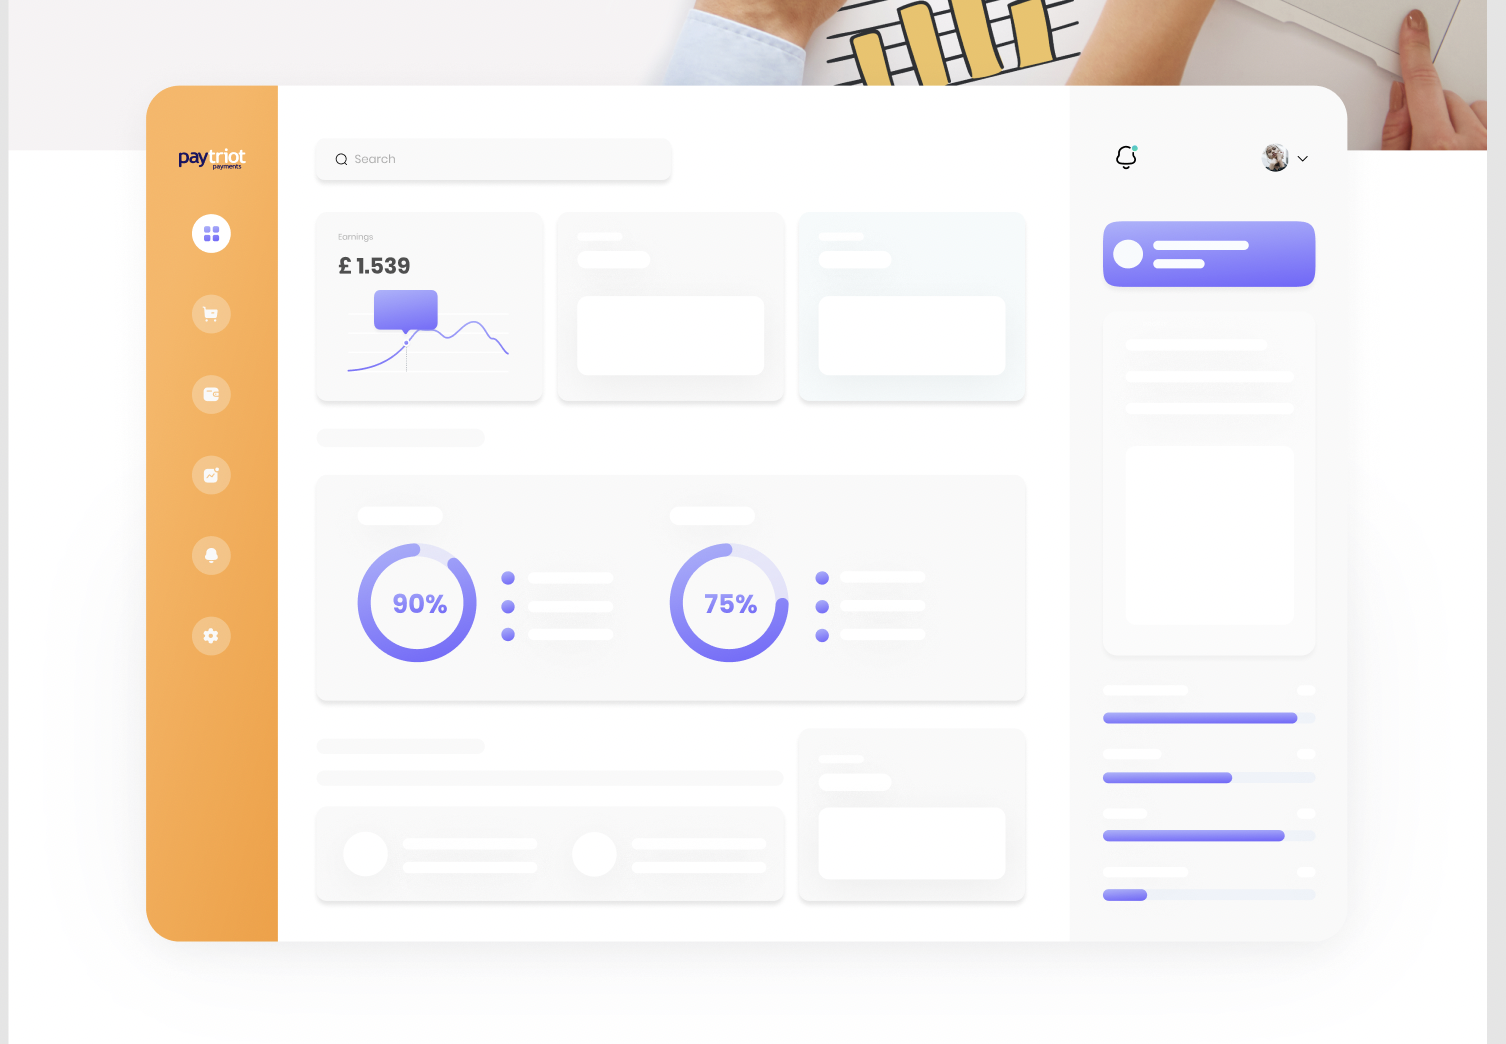 paytriot
payments
Search
Earnings
£ 1.539
90%
75%